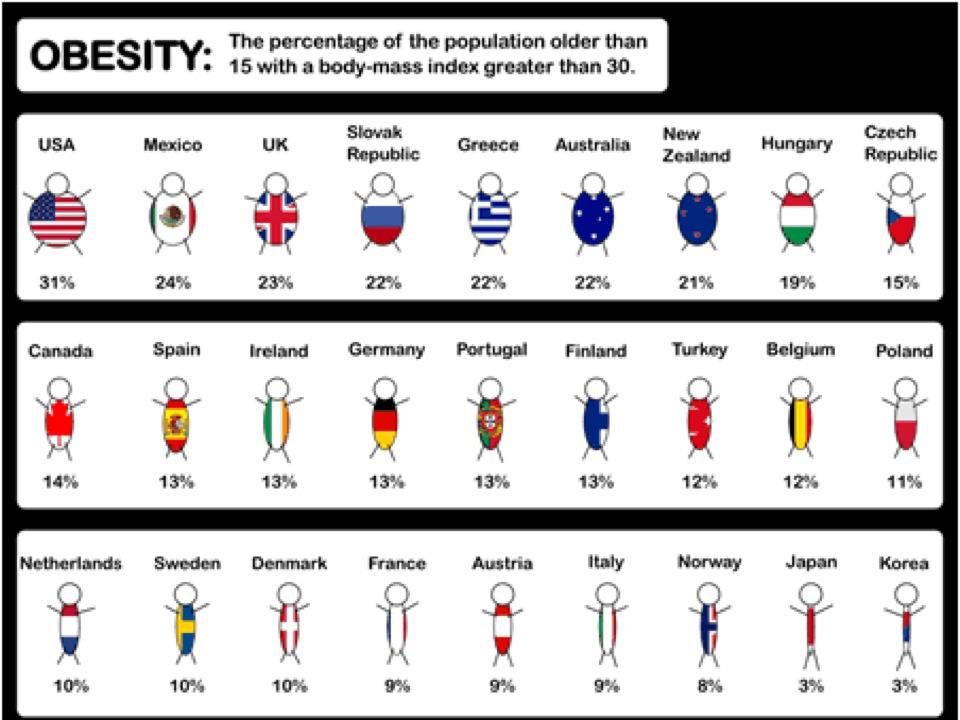 OBESITY:
The percentage of the population older than
15 with a body-mass index greater than 30.
USA
Mexico
UK
Slovak
Republic
Greece
Australia
New
Zealand
Hungary
Czech
Republic
31%
24%
23%
22%
22%
22%
21%
19%
15%
Canada
Spain
Ireland
Germany
Portugal
Finland
Turkey
Belgium
Poland
14%
13%
13%
13%
13%
13%
12%
12%
11%
Netherlands
Sweden
Denmark
France
Austria
Italy
Norway
Japan
Korea
10%
10%
10%
9%
9%
9%
8%
3%
3%